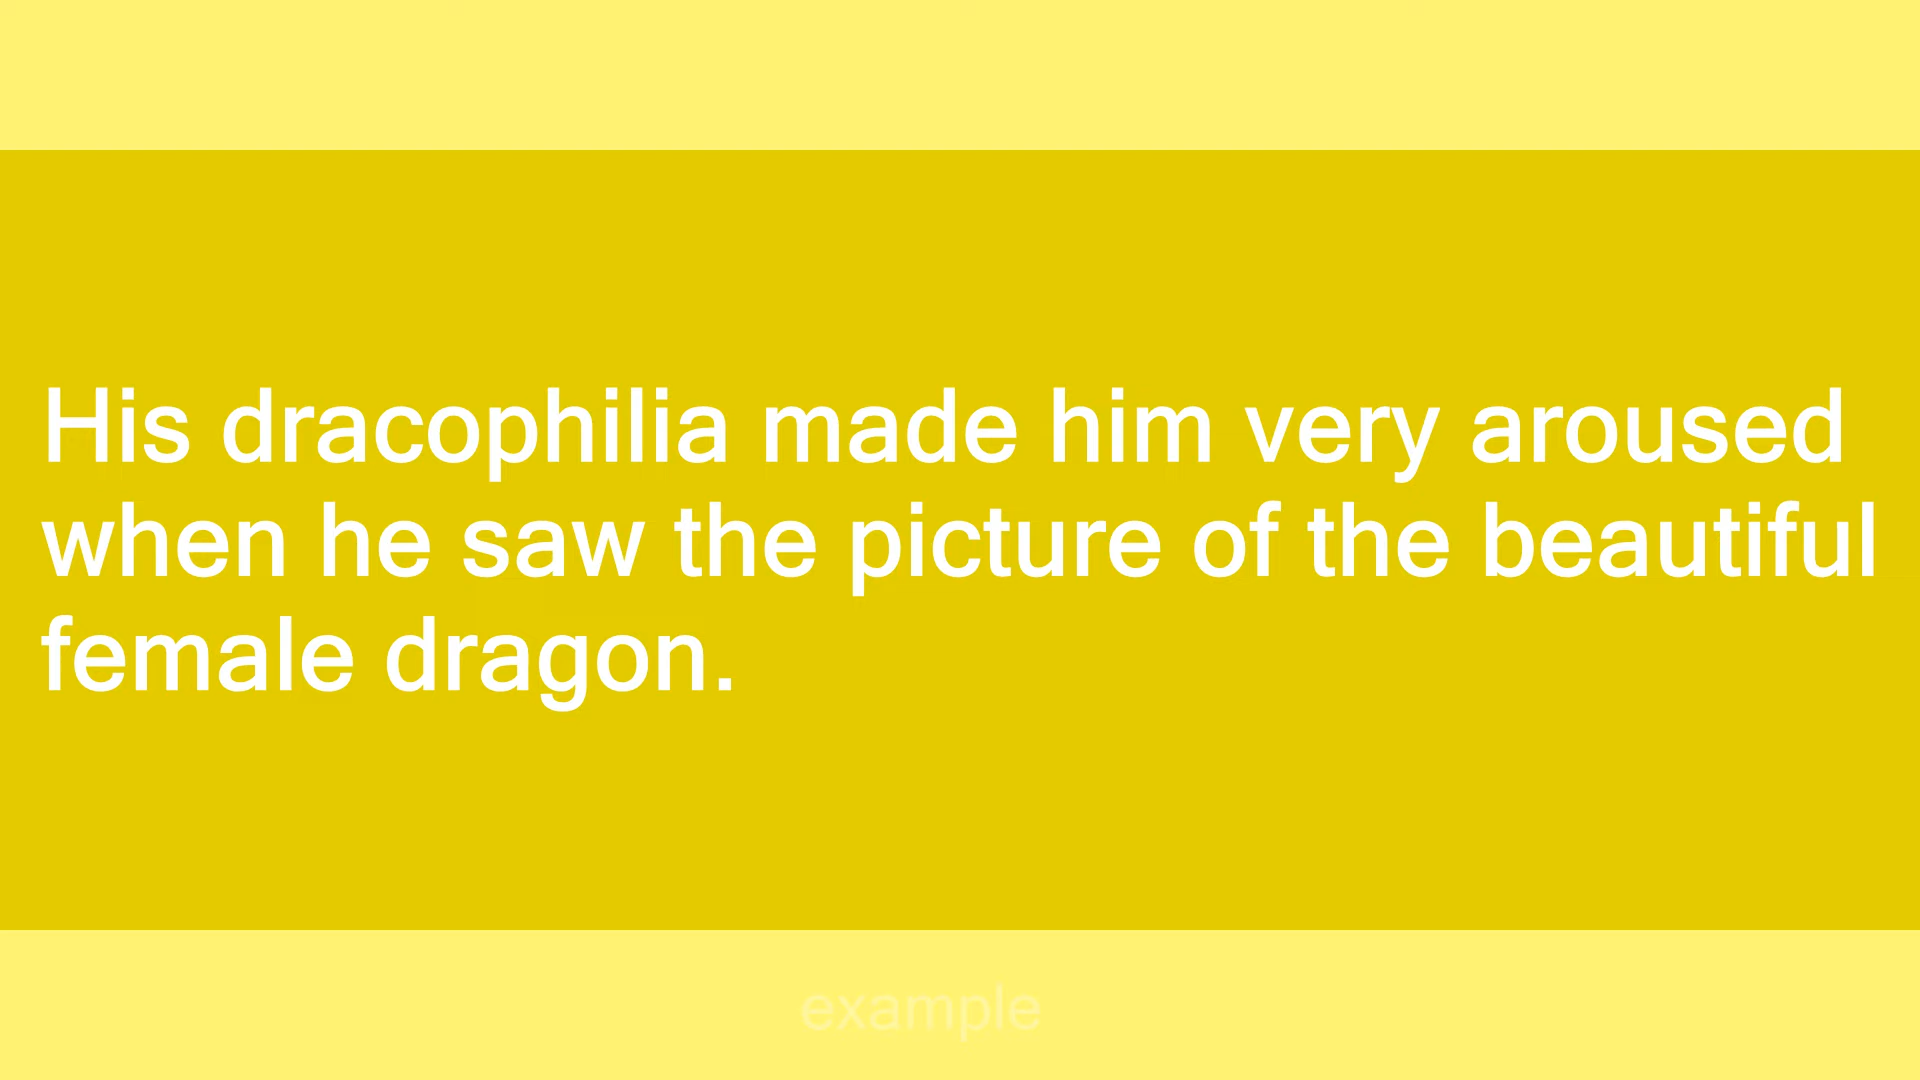 His dracophilia made him very aroused
when he saw the picture of the beautiful
female dragon.
example